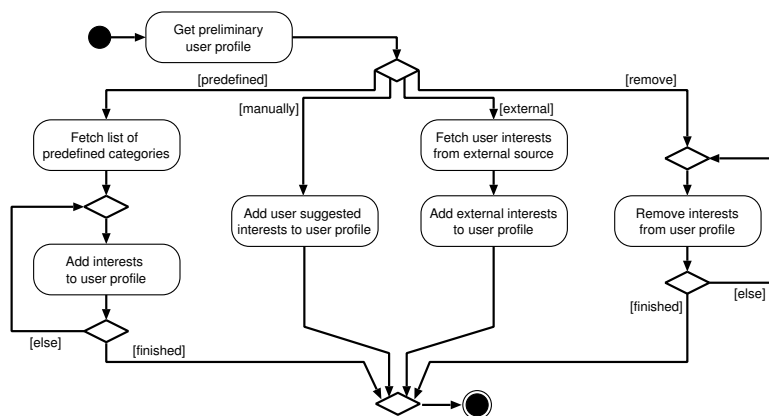 Get preliminary
user profile
[predefined]
[manually]
[external]
[remove]
Fetch list of
predefined categories
Fetch user interests
from external source
Add user suggested
interests to user profile
Add external interests
to user profile
Remove interests
from user profile
Add interests
to user profile
[else]
[finished]
[finished]
[else]